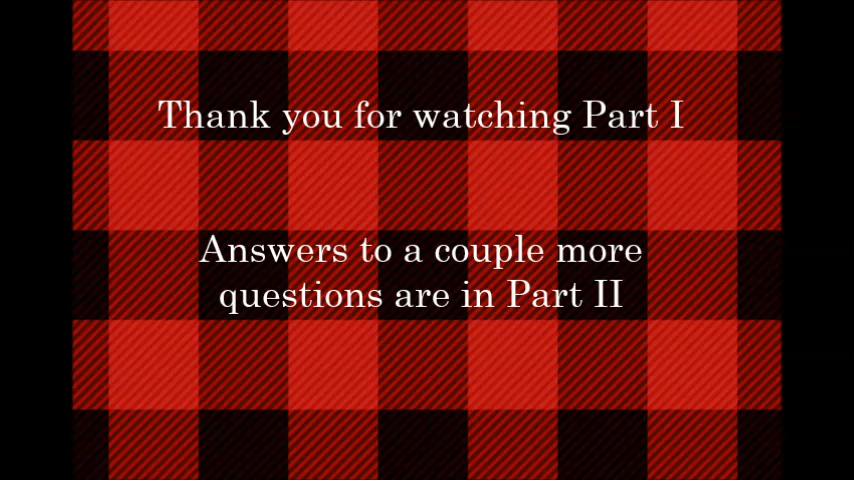 Thank you for watching Part I
Answers to a couple more
questions are in Part II